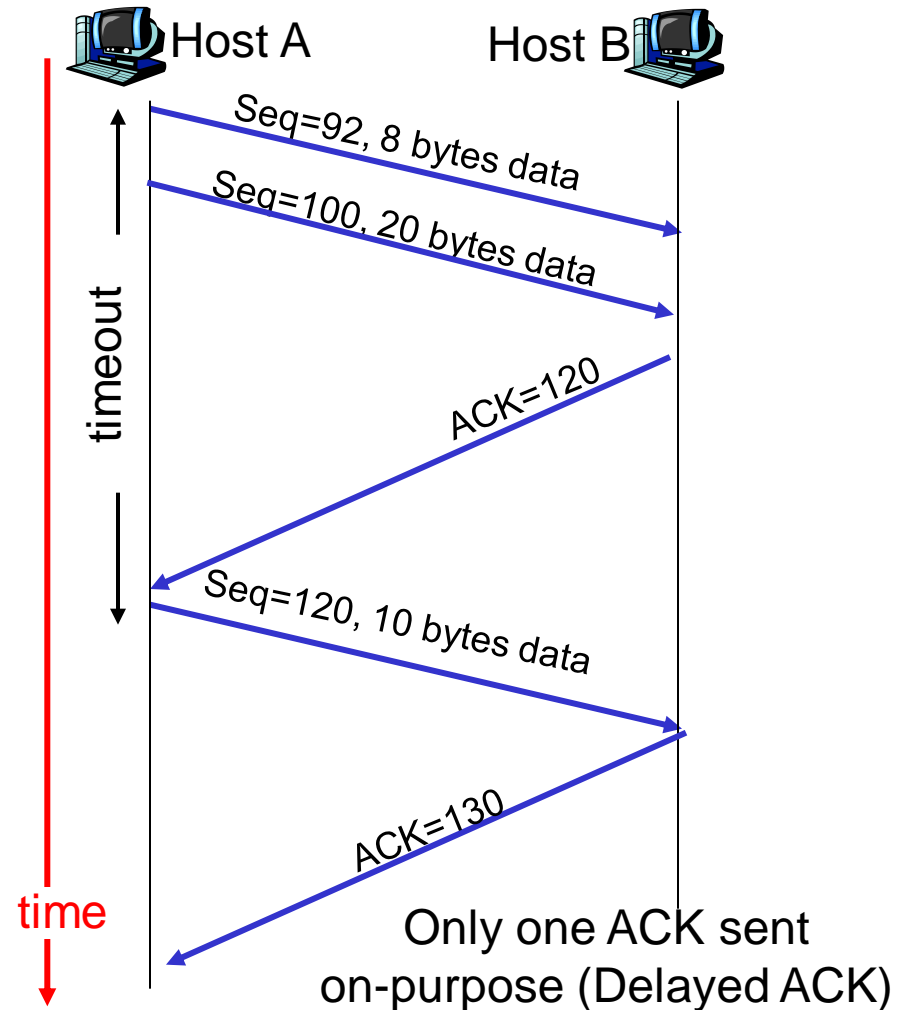 Host A
Host B
Seq=92, 8 bytes data
Seq=100, 20 bytes data
timeout
ACK=120
Seq=120, 10 bytes data
ACK=130
time
Only one ACK sent
on-purpose (Delayed ACK)